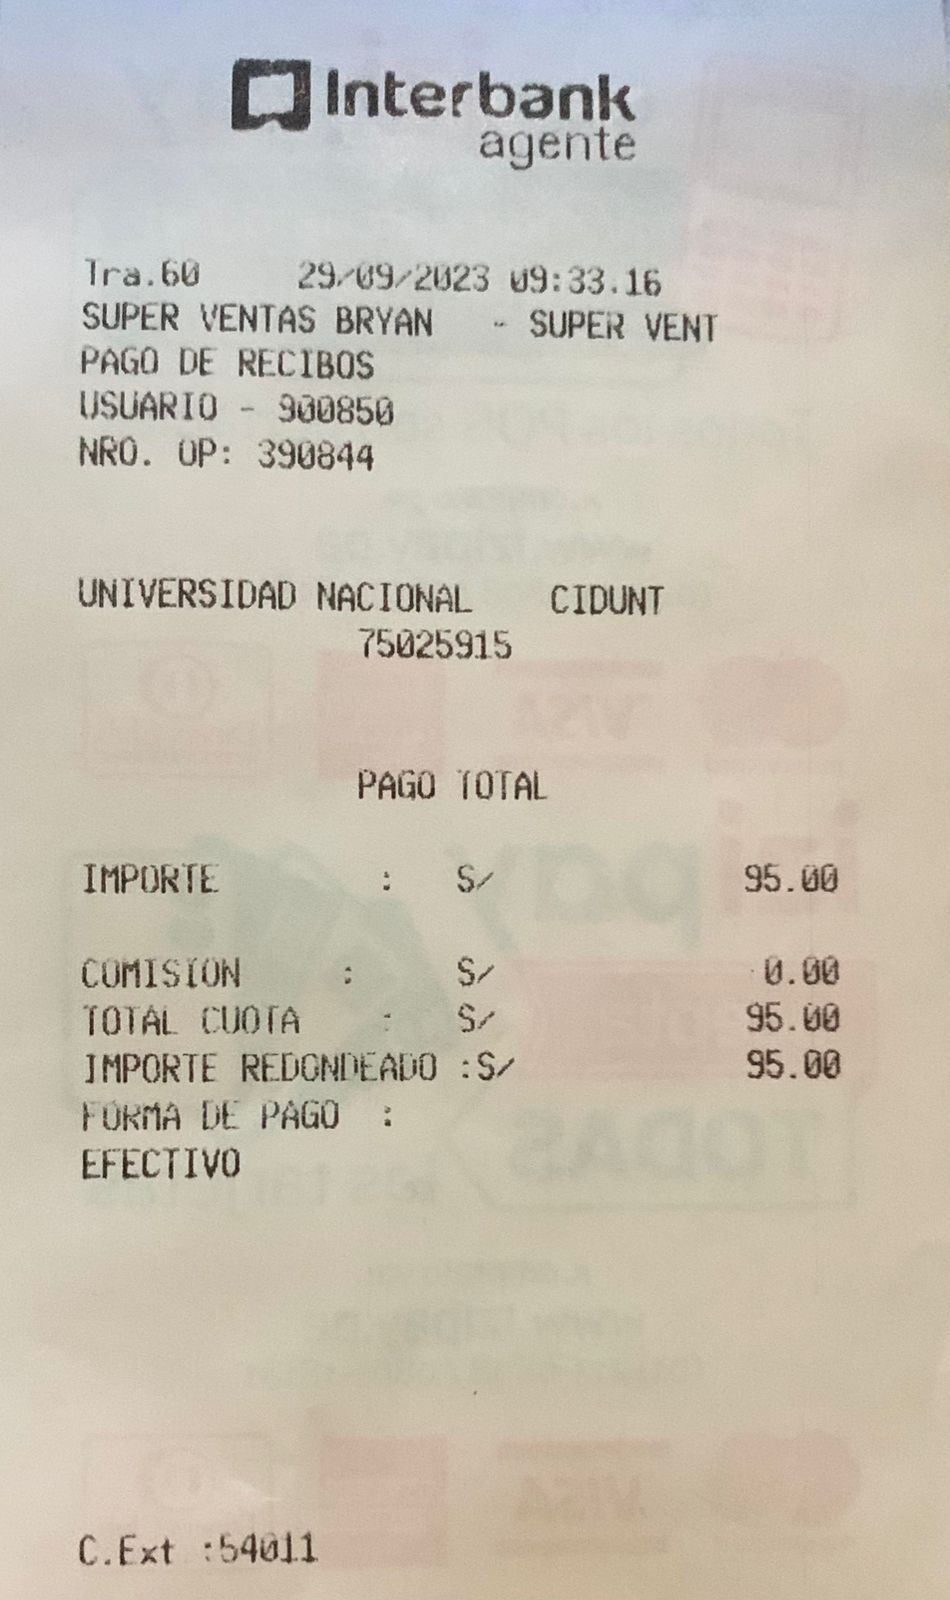 Interbank
agente
Tra.60 29/09/2023 09:33.16
SUPER VENTAS BRYAN - SUPER VENT
PAGO DE RECIBOS
USUARIO - 900850
NRO. OP: 390844
UNIVERSIDAD NACIONAL CIDUNT
75025915
PAGO TOTAL
IMPORTE : S/ 95.00
COMISION : S/ 0.00
TOTAL CUOTA : S/ 95.00
IMPORTE REDONDEADO :S/ 95.00
FORMA DE PAGO :
EFECTIVO
C.Ext :54011